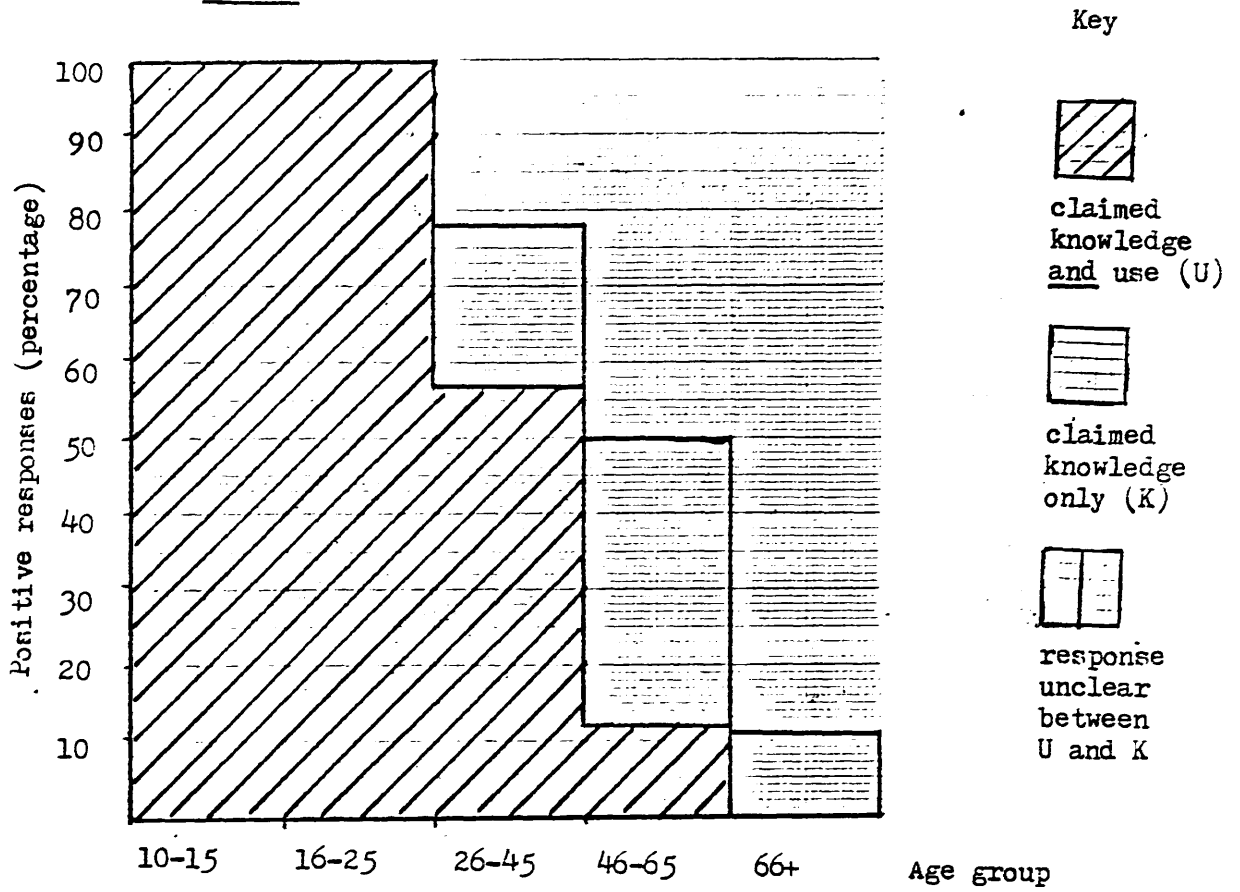 Key
100
90
80
70
60
50
40
30
20
10
Positive responses (percentage)
10-15 16-25 26-45 46-65 66+ Age group
claimed
knowledge
and use (U)
claimed
knowledge
only (K)
response
unclear
between
U and K